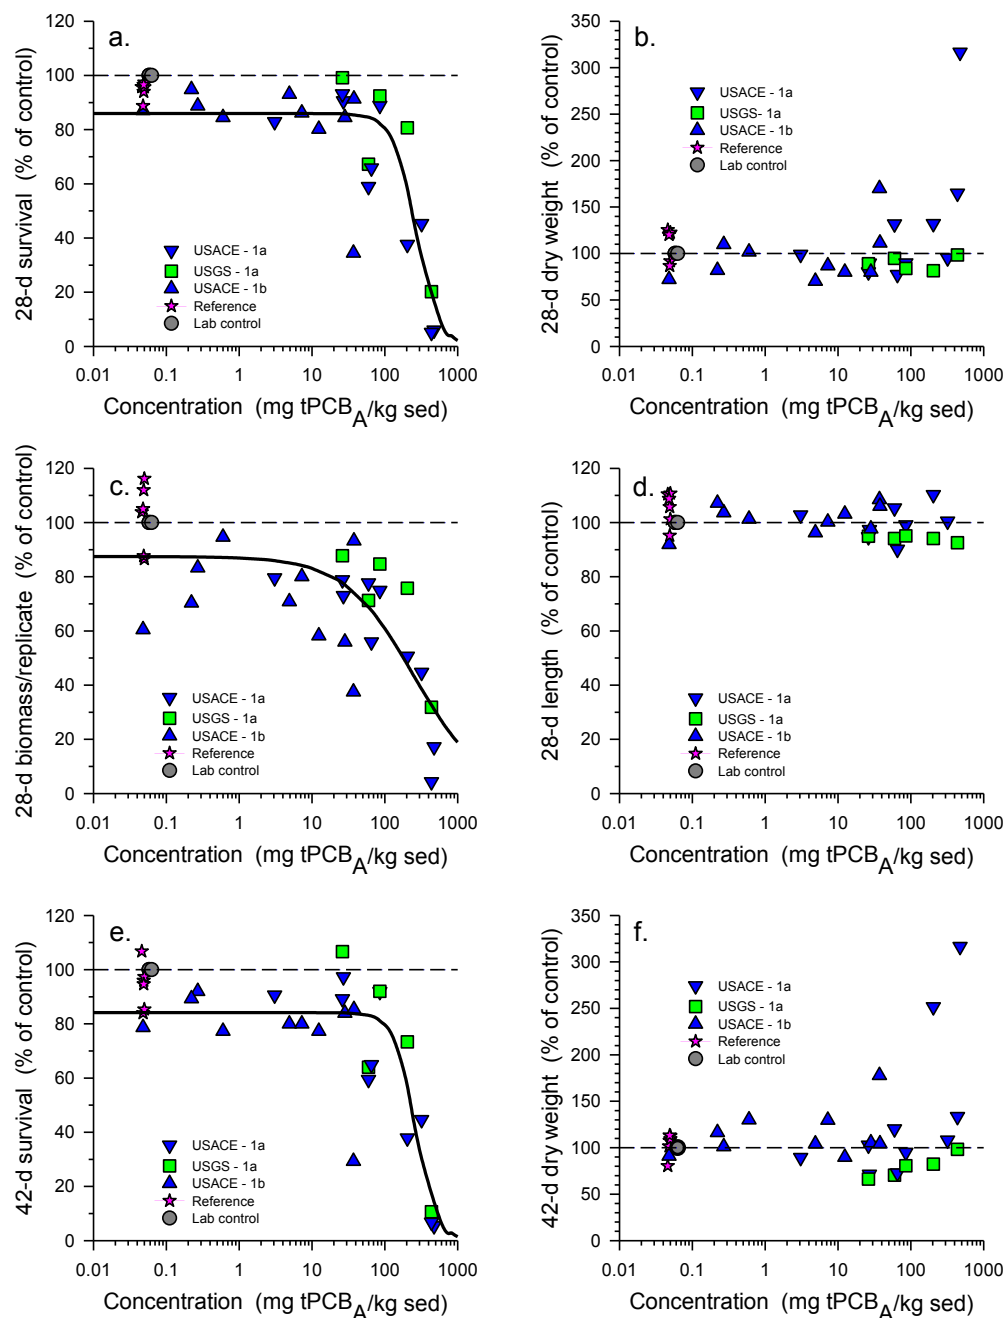 a.
28-d survival (% of control)
120
100
80
60
40
20
0
USACE - 1a
USGS - 1a
USACE - 1b
Reference
Lab control
0.01 0.1 1 10 100 1000
Concentration (mg tPCBA/kg sed)
b.
28-d dry weight (% of control)
350
300
250
200
150
100
50
0
USACE - 1a
USGS- 1a
USACE - 1b
Reference
Lab control
0.01 0.1 1 10 100 1000
Concentration (mg tPCBA/kg sed)
c.
28-d biomass/replicate (% of control)
120
100
80
60
40
20
0
USACE - 1a
USGS - 1a
USACE - 1b
Reference
Lab control
0.01 0.1 1 10 100 1000
Concentration (mg tPCBA/kg sed)
d.
28-d length (% of control)
120
100
80
60
40
20
0
USACE - 1a
USGS - 1a
USACE - 1b
Reference
Lab control
0.01 0.1 1 10 100 1000
Concentration (mg tPCBA/kg sed)
e.
42-d survival (% of control)
120
100
80
60
40
20
0
USACE - 1a
USGS - 1a
USACE - 1b
Reference
Lab control
0.01 0.1 1 10 100 1000
Concentration (mg tPCBA/kg sed)
f.
42-d dry weight (% of control)
350
300
250
200
150
100
50
0
USACE - 1a
USGS - 1a
USACE - 1b
Reference
Lab control
0.01 0.1 1 10 100 1000
Concentration (mg tPCBA/kg sed)